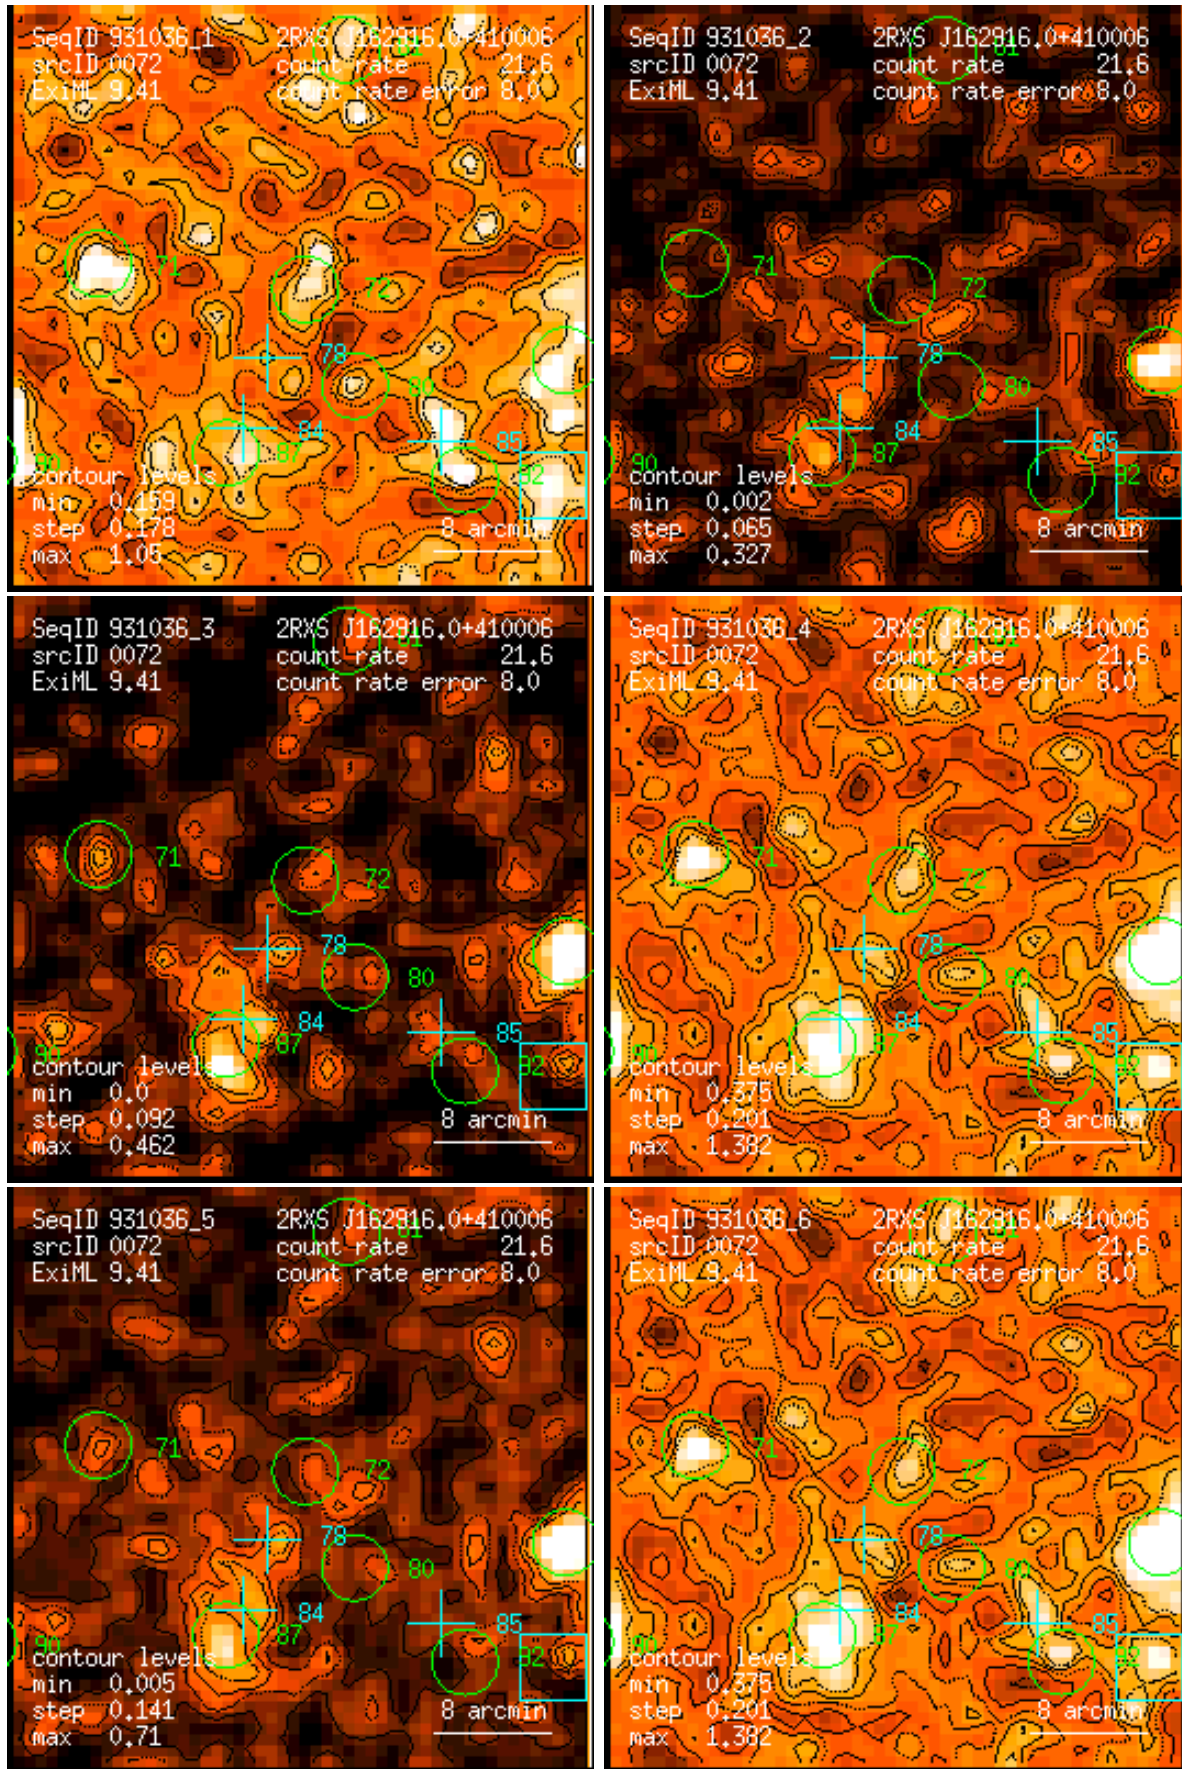 SeqID 931036_1 2RXS J162916.0+410006
srcID 0072 count rate 21.6
ExiML 9.41 count rate error 8.0
71
72
78
80
84
85
87
90
92
contour levels
min 0.159
step 0.178 8 arcmin
max 1.05
SeqID 931036_2 2RXS J162916.0+410006
srcID 0072 count rate 21.6
ExiML 9.41 count rate error 8.0
71
72
78
80
84
85
87
90
92
contour levels
min 0.002
step 0.065 8 arcmin
max 0.327
SeqID 931036_3 2RXS J162916.0+410006
srcID 0072 count rate 21.6
ExiML 9.41 count rate error 8.0
71
72
78
80
84
85
87
90
92
contour levels
min 0.0
step 0.092 8 arcmin
max 0.462
SeqID 931036_4 2RXS J162916.0+410006
srcID 0072 count rate 21.6
ExiML 9.41 count rate error 8.0
71
72
78
80
84
85
87
90
92
contour levels
min 0.375
step 0.201 8 arcmin
max 1.382
SeqID 931036_5 2RXS J162916.0+410006
srcID 0072 count rate 21.6
ExiML 9.41 count rate error 8.0
71
72
78
80
84
85
87
90
92
contour levels
min 0.005
step 0.141 8 arcmin
max 0.71
SeqID 931036_6 2RXS J162916.0+410006
srcID 0072 count rate 21.6
ExiML 9.41 count rate error 8.0
71
72
78
80
84
85
87
90
92
contour levels
min 0.375
step 0.201 8 arcmin
max 1.382